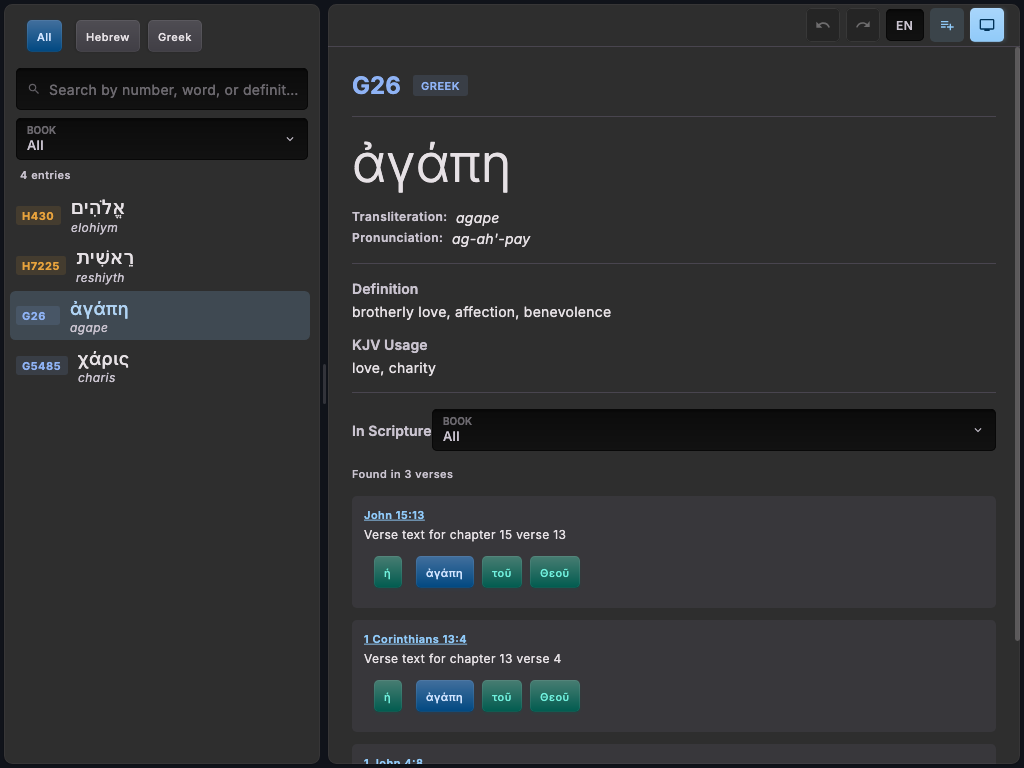 All Hebrew Greek
Search by number, word, or definit...
BOOK
All
4 entries
H430 אֱלֹהִים
elohiym
H7225 רֵאשִׁית
reshiyth
G26 ἀγάπη
agape
G5485 χάρις
charis
EN
G26 GREEK
ἀγάπη
Transliteration: agape
Pronunciation: ag-ah'-pay
Definition
brotherly love, affection, benevolence
KJV Usage
love, charity
In Scripture
BOOK
All
Found in 3 verses
John 15:13
Verse text for chapter 15 verse 13
ἡ ἀγάπη τοῦ Θεοῦ
1 Corinthians 13:4
Verse text for chapter 13 verse 4
ἡ ἀγάπη τοῦ Θεοῦ
1 John 4:8